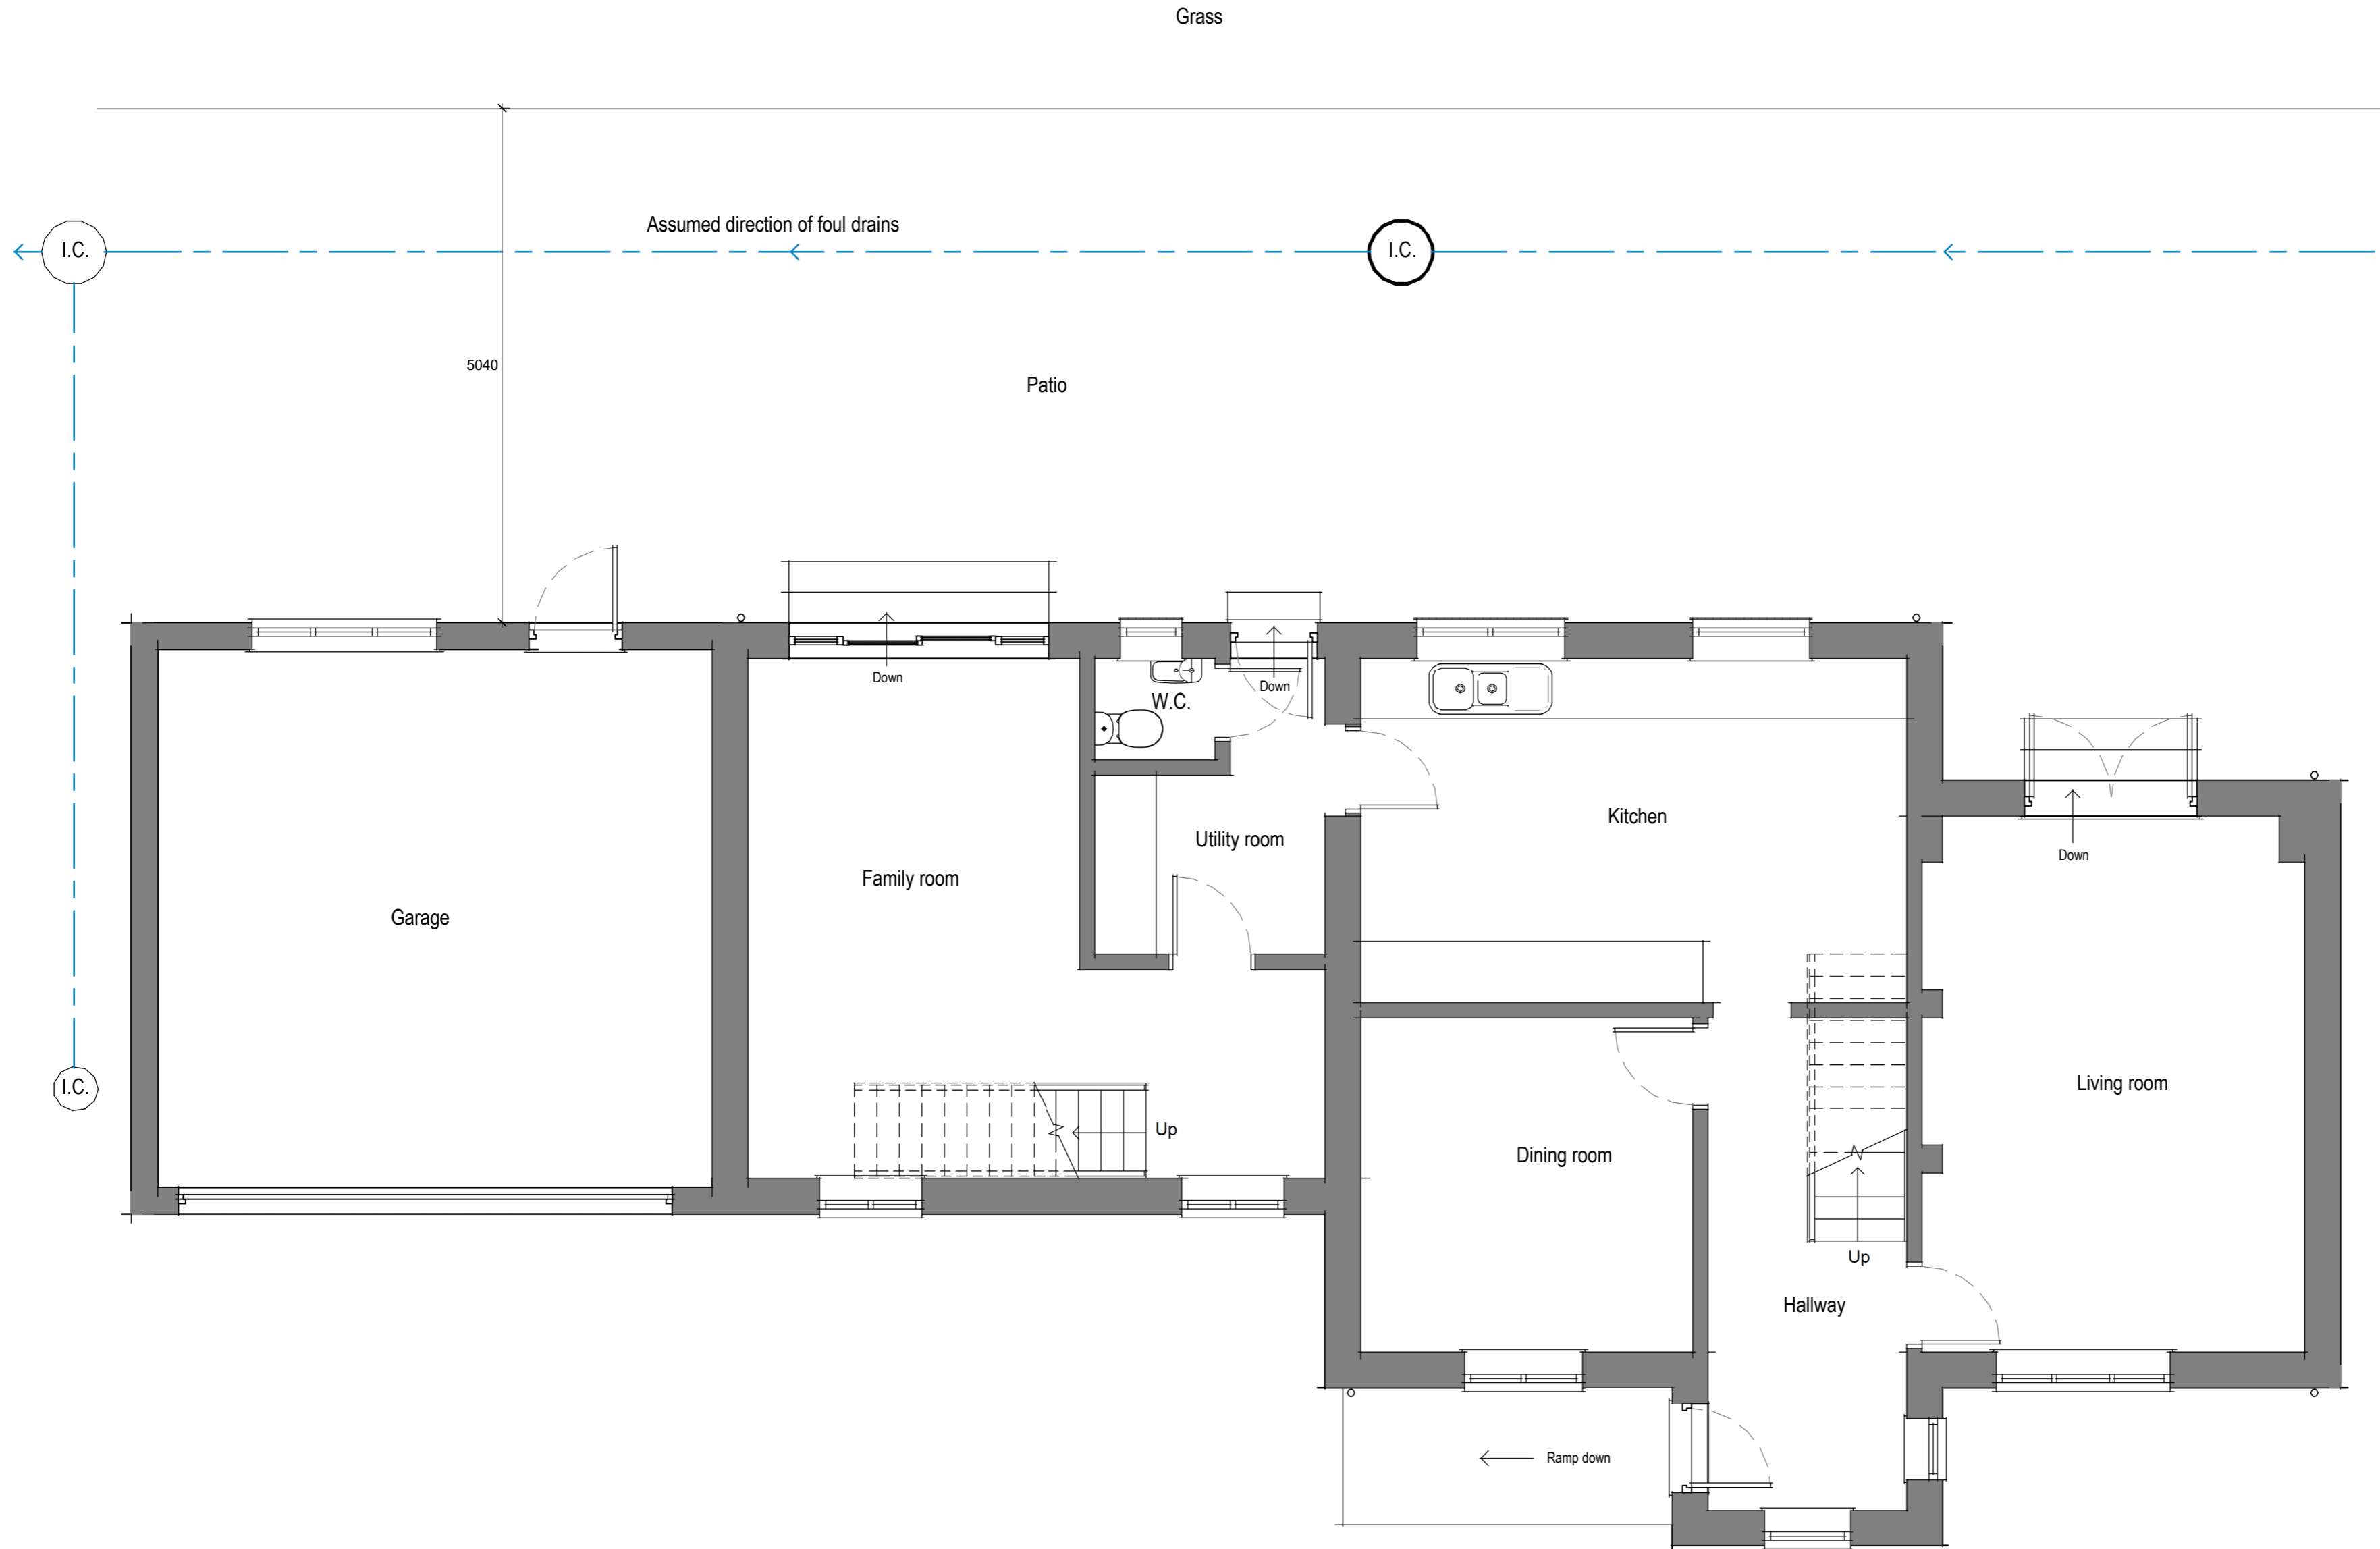 Grass
Assumed direction of foul drains
I.C.
I.C.
5040
Patio
Down
Down
W.C.
Kitchen
Utility room
Down
Family room
Garage
I.C.
Living room
Up
Dining room
Up
Hallway
Ramp down